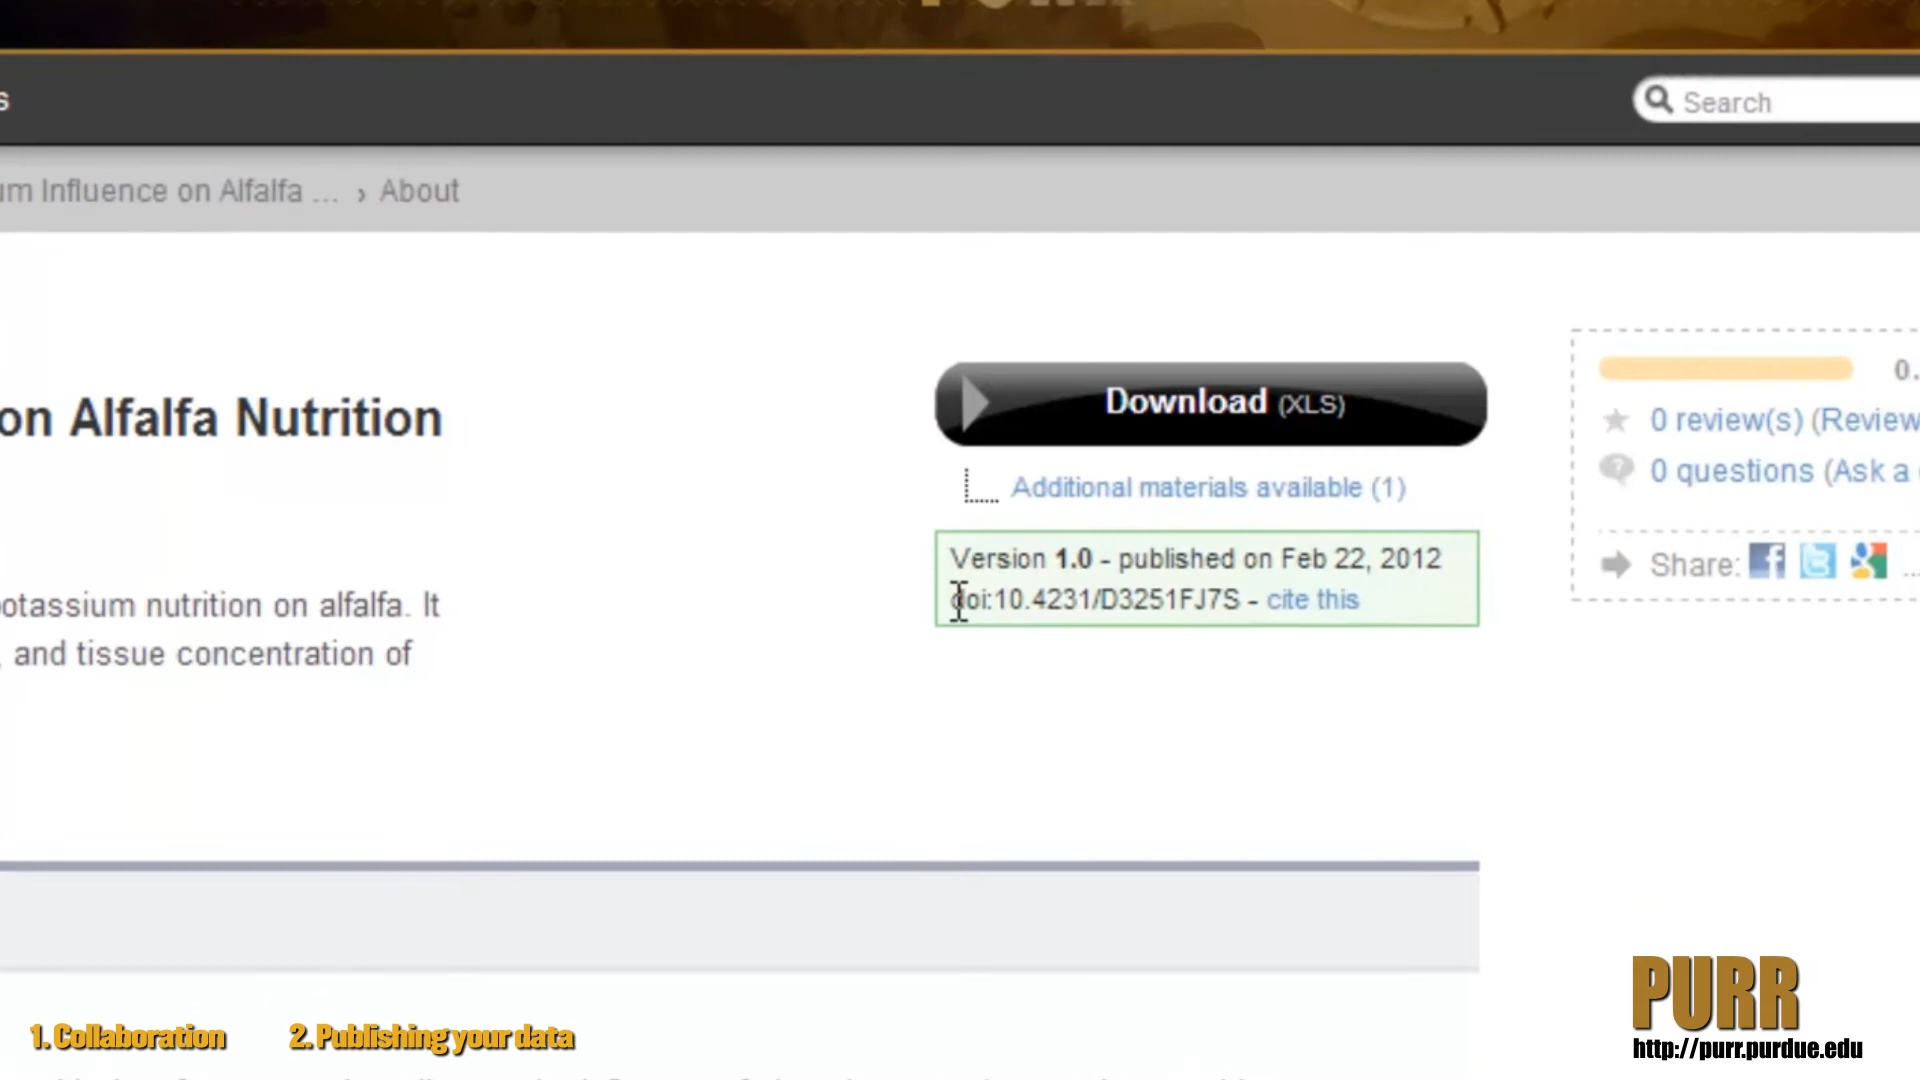 s
Search
um Influence on Alfalfa ... › About
on Alfalfa Nutrition
Download (XLS)
0.
0 review(s) (Review
Additional materials available (1)
0 questions (Ask a
Version 1.0 - published on Feb 22, 2012
doi:10.4231/D3251FJ7S - cite this
Share: ...
potassium nutrition on alfalfa. It
, and tissue concentration of
PURR
1. Collaboration
2. Publishing your data
http://purr.purdue.edu